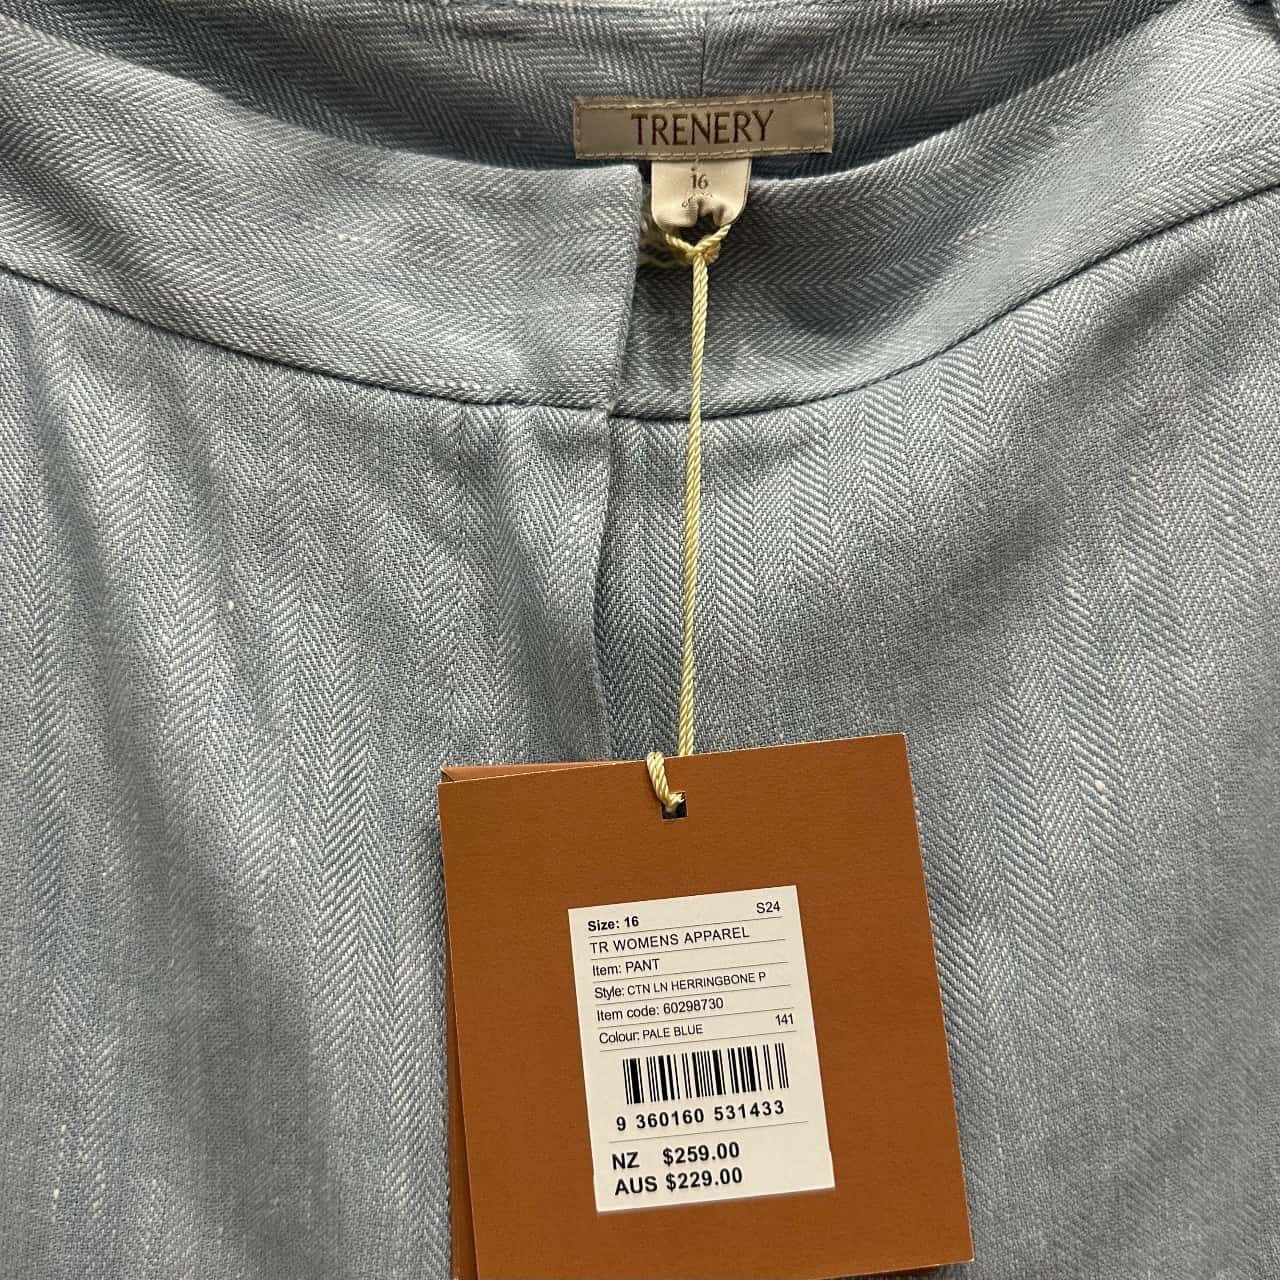 TRENERY
16
Size: 16 S24
TR WOMENS APPAREL
Item: PANT
Style: CTN LN HERRINGBONE P
Item code: 60298730
Colour: PALE BLUE 141
9 360160 531433
NZ $259.00
AUS $229.00